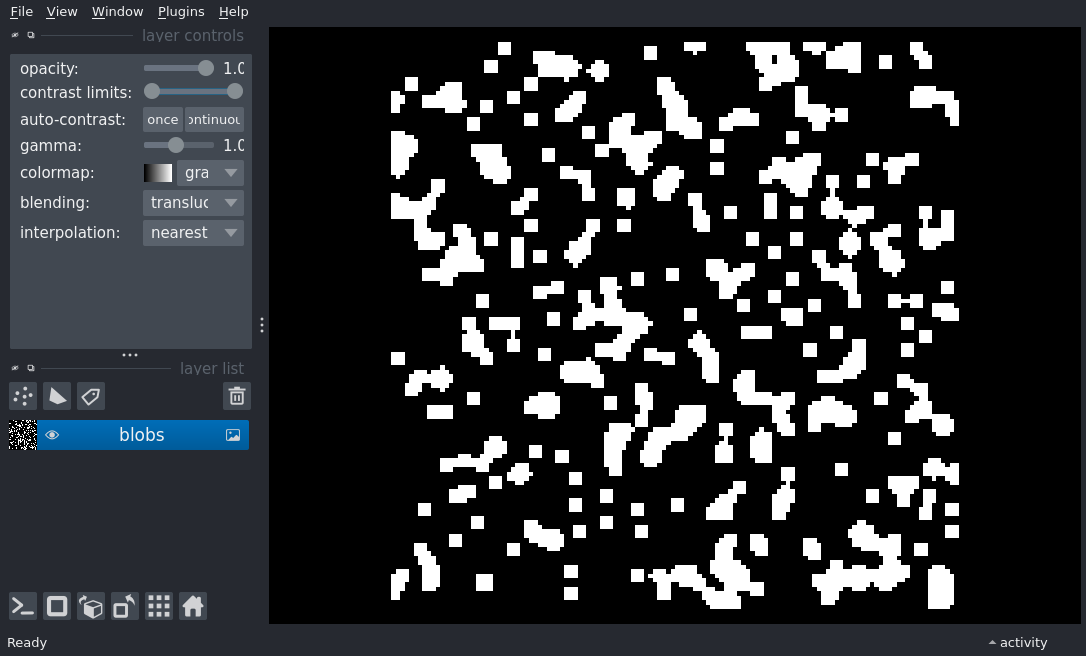 File View Window Plugins Help
layer controls
opacity: 1.0
contrast limits:
auto-contrast: once ontinuou
gamma: 1.0
colormap: gra
blending: transluc
interpolation: nearest
layer list
blobs
Ready
activity